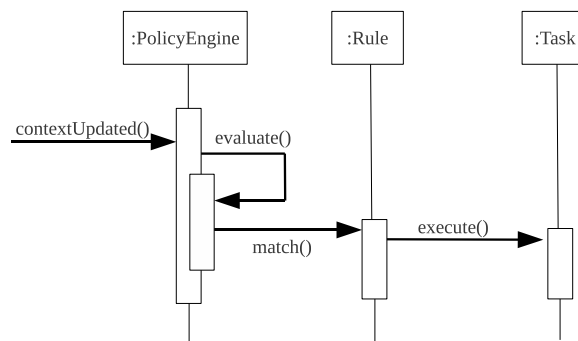 :PolicyEngine
:Rule
:Task
contextUpdated()
evaluate()
match()
execute()